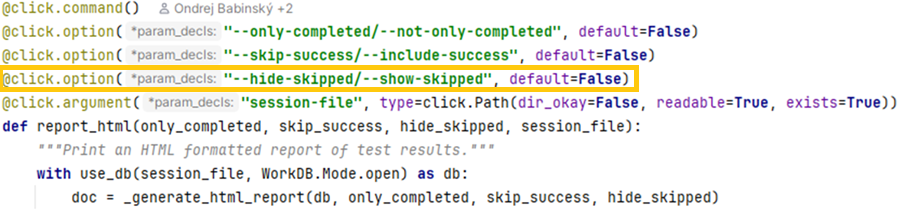 @click.command() Ondrej Babinský +2
@click.option( *param_decls: "--only-completed/--not-only-completed", default=False)
@click.option( *param_decls: "--skip-success/--include-success", default=False)
@click.option( *param_decls: "--hide-skipped/--show-skipped", default=False)
@click.argument( *param_decls: "session-file", type=click.Path(dir_okay=False, readable=True, exists=True))
def report_html(only_completed, skip_success, hide_skipped, session_file):
    """Print an HTML formatted report of test results."""
    with use_db(session_file, WorkDB.Mode.open) as db:
        doc = _generate_html_report(db, only_completed, skip_success, hide_skipped)